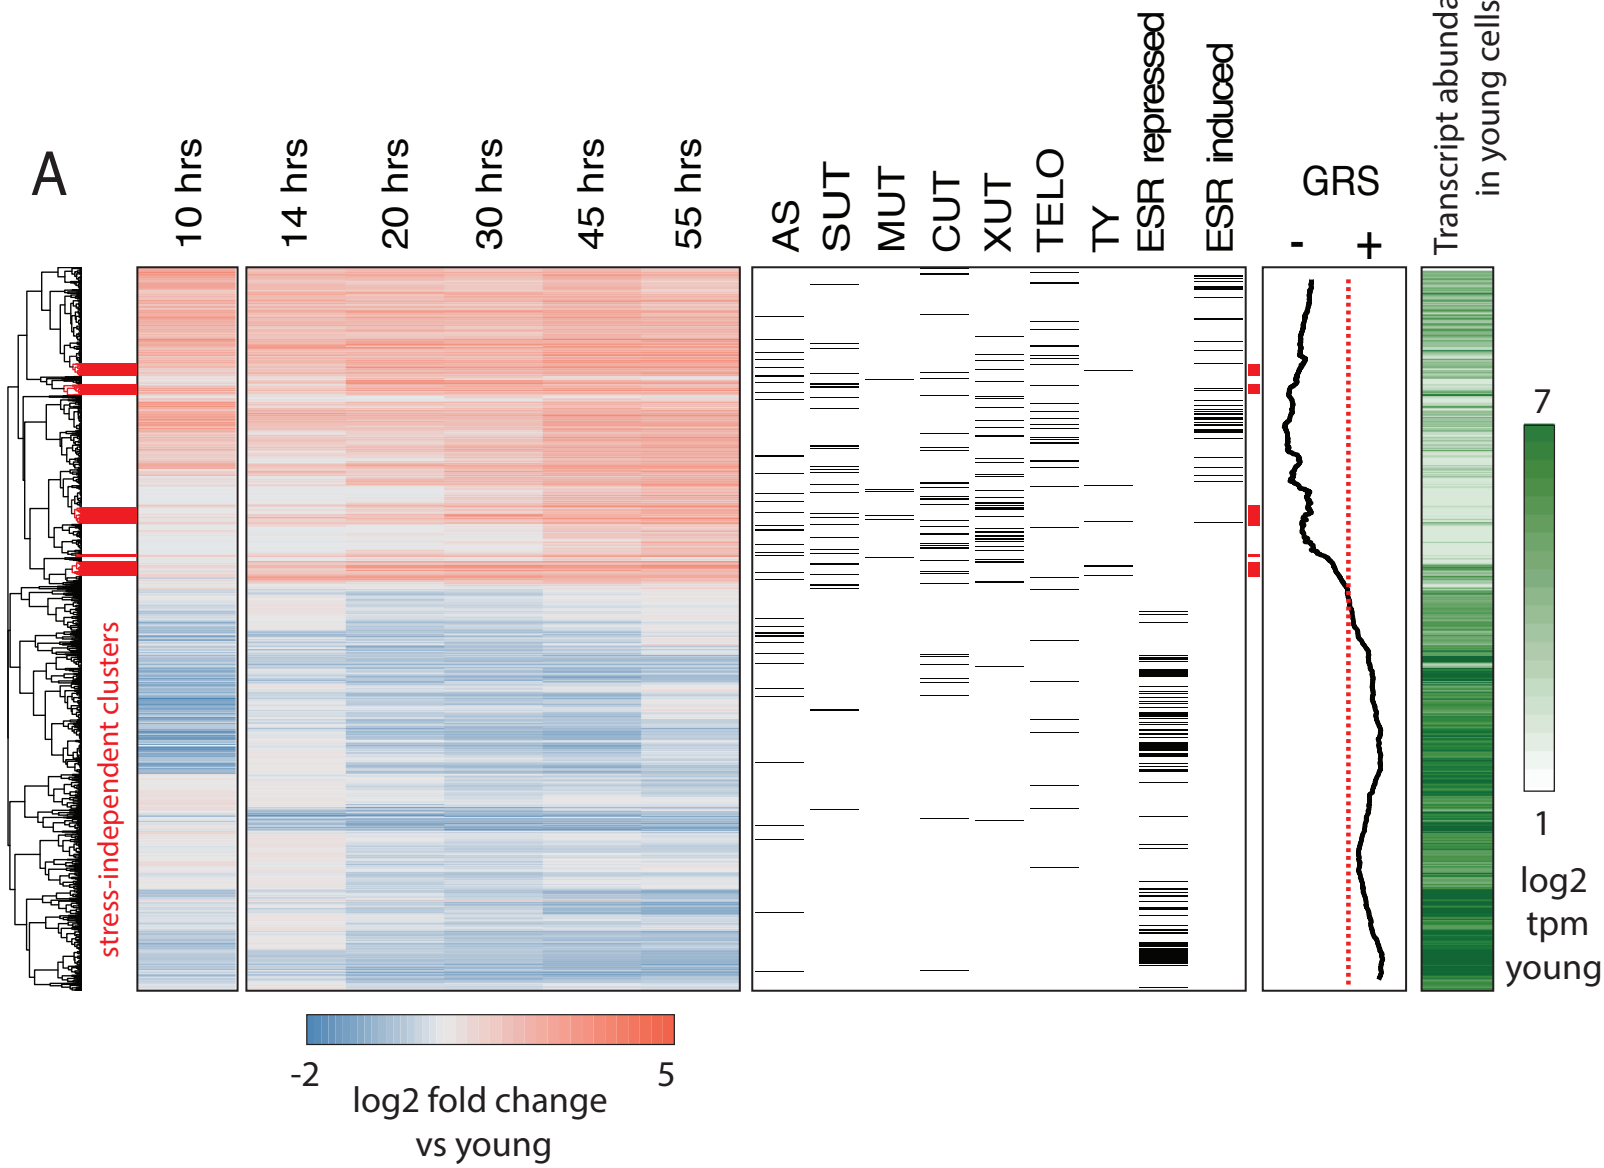 A
10 hrs
14 hrs
20 hrs
30 hrs
45 hrs
55 hrs
AS
SUT
MUT
CUT
XUT
TELO
TY
ESR repressed
ESR induced
GRS
- +
Transcript
in young cells
stress-independent clusters
7
1
log2
tpm
young
-2 5
log2 fold change
vs young